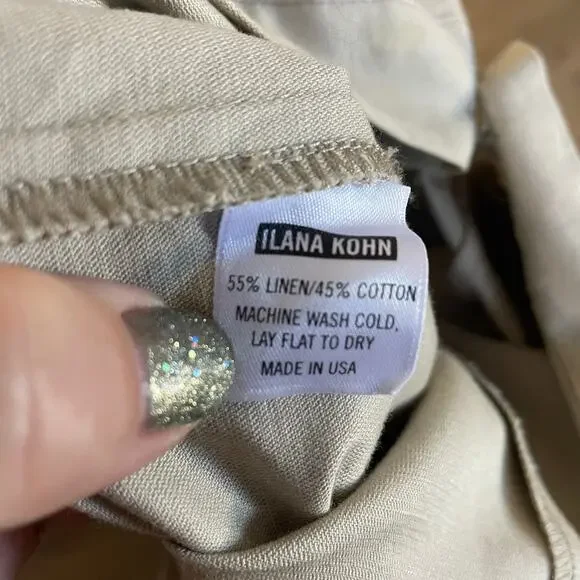 ILANA KOHN
55% LINEN/45% COTTON
MACHINE WASH COLD,
LAY FLAT TO DRY
MADE IN USA